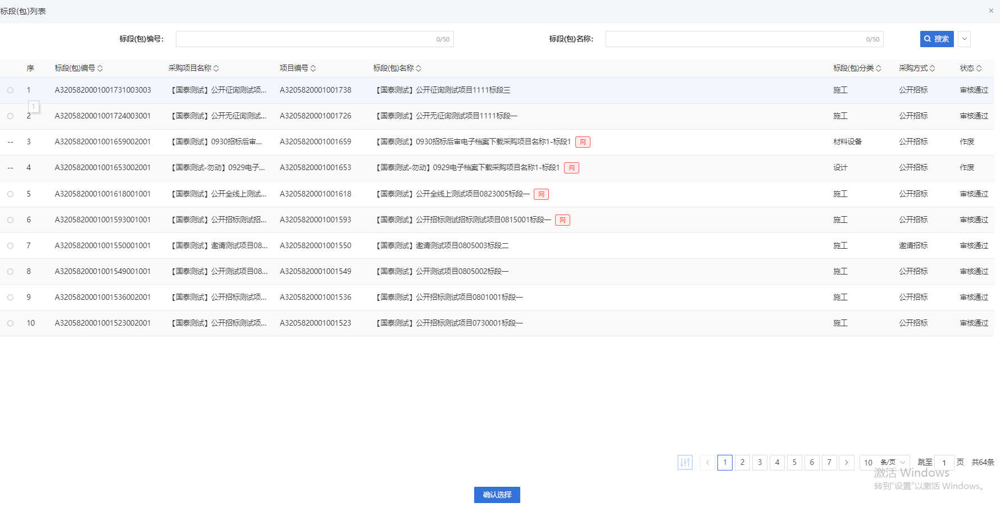 标段(包)列表 ×
标段(包)编号： 0/50 标段(包)名称： 0/50 搜索
序 标段(包)编号 采购项目名称 项目编号 标段(包)名称 标段(包)分类 采购方式 状态
1 A3205820001001731003003 【国泰测试】公开征询测试项... A3205820001001738 【国泰测试】公开征询测试项目1111标段三 施工 公开招标 审核通过
1
2 A3205820001001724003001 【国泰测试】公开无征询测试... A3205820001001726 【国泰测试】公开无征询测试项目1111标段一 施工 公开招标 审核通过
-- 3 A3205820001001659002001 【国泰测试】0930招标后审... A3205820001001659 【国泰测试】0930招标后审电子档案下载采购项目名称1-标段1 网 材料设备 公开招标 作废
-- 4 A3205820001001653002001 【国泰测试-勿动】0929电子... A3205820001001653 【国泰测试-勿动】0929电子档案下载采购项目名称1-标段1 网 设计 公开招标 作废
5 A3205820001001618001001 【国泰测试】公开全线上测试... A3205820001001618 【国泰测试】公开全线上测试项目0823005标段一 网 施工 公开招标 审核通过
6 A3205820001001593001001 【国泰测试】公开招标测试招... A3205820001001593 【国泰测试】公开招标测试招标测试项目0815001标段一 网 施工 公开招标 审核通过
7 A3205820001001550001001 【国泰测试】邀请测试项目08... A3205820001001550 【国泰测试】邀请测试项目0805003标段二 施工 邀请招标 审核通过
8 A3205820001001549001001 【国泰测试】公开测试项目08... A3205820001001549 【国泰测试】公开测试项目0805002标段一 施工 公开招标 审核通过
9 A3205820001001536002001 【国泰测试】公开招标测试项... A3205820001001536 【国泰测试】公开招标测试项目0801001标段一 施工 公开招标 审核通过
10 A3205820001001523002001 【国泰测试】公开招标测试项... A3205820001001523 【国泰测试】公开招标测试项目0730001标段一 施工 公开招标 审核通过
1 2 3 4 5 6 7 10 条/页 跳至 1 页 共64条
激活 Windows
转到“设置”以激活 Windows。
确认选择